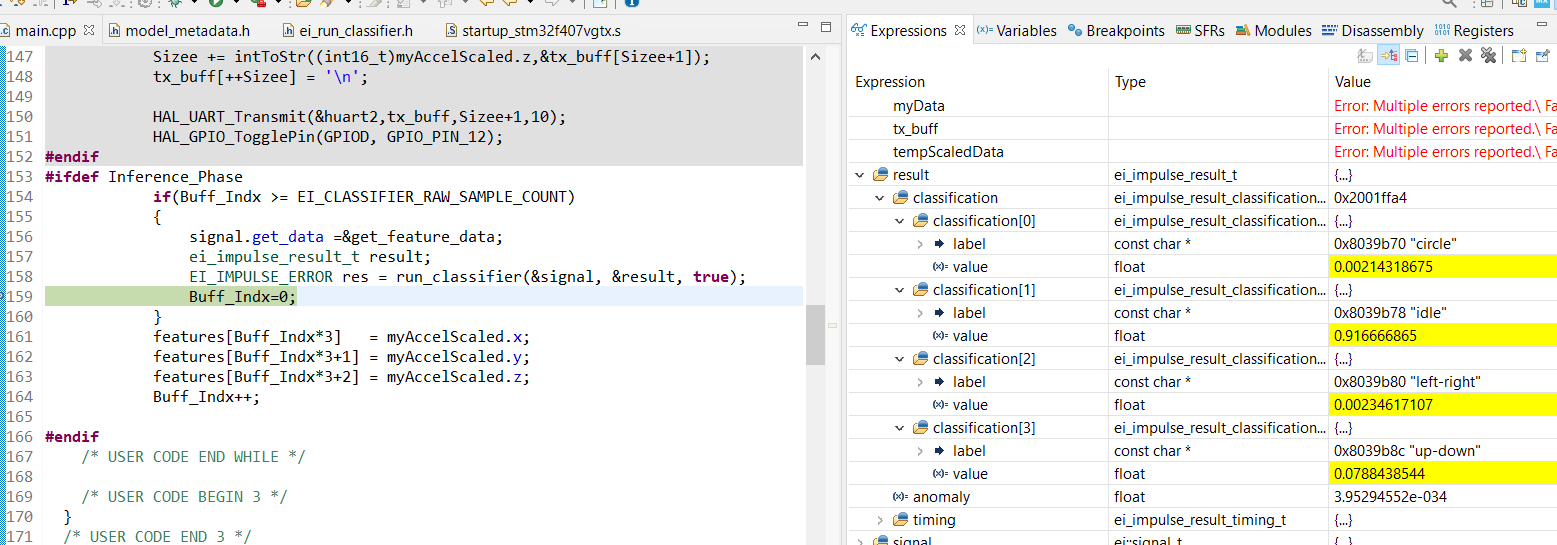 main.cpp
model_metadata.h
ei_run_classifier.h
startup_stm32f407vgtx.s
147 Sizee += intToStr((int16_t)myAccelScaled.z,&tx_buff[Sizee+1]);
148 tx_buff[++Sizee] = '\n';
149
150 HAL_UART_Transmit(&huart2,tx_buff,Sizee+1,10);
151 HAL_GPIO_TogglePin(GPIOD, GPIO_PIN_12);
152 #endif
153 #ifdef Inference_Phase
154 if(Buff_Indx >= EI_CLASSIFIER_RAW_SAMPLE_COUNT)
155 {
156 signal.get_data =&get_feature_data;
157 ei_impulse_result_t result;
158 EI_IMPULSE_ERROR res = run_classifier(&signal, &result, true);
159 Buff_Indx=0;
160 }
161 features[Buff_Indx*3] = myAccelScaled.x;
162 features[Buff_Indx*3+1] = myAccelScaled.y;
163 features[Buff_Indx*3+2] = myAccelScaled.z;
164 Buff_Indx++;
165
166 #endif
167 /* USER CODE END WHILE */
168
169 /* USER CODE BEGIN 3 */
170 }
171 /* USER CODE END 3 */
Expressions
Variables
Breakpoints
SFRs
Modules
Disassembly
Registers
Expression Type Value
myData Error: Multiple errors reported.\ Fa
tx_buff Error: Multiple errors reported.\ Fa
tempScaledData Error: Multiple errors reported.\ Fa
result ei_impulse_result_t {...}
classification ei_impulse_result_classification... 0x2001ffa4
classification[0] ei_impulse_result_classification... {...}
label const char * 0x8039b70 "circle"
(x)= value float 0.00214318675
classification[1] ei_impulse_result_classification... {...}
label const char * 0x8039b78 "idle"
(x)= value float 0.916666865
classification[2] ei_impulse_result_classification... {...}
label const char * 0x8039b80 "left-right"
(x)= value float 0.00234617107
classification[3] ei_impulse_result_classification... {...}
label const char * 0x8039b8c "up-down"
(x)= value float 0.0788438544
(x)= anomaly float 3.95294552e-034
timing ei_impulse_result_timing_t {...}
signal ei::signal_t {...}